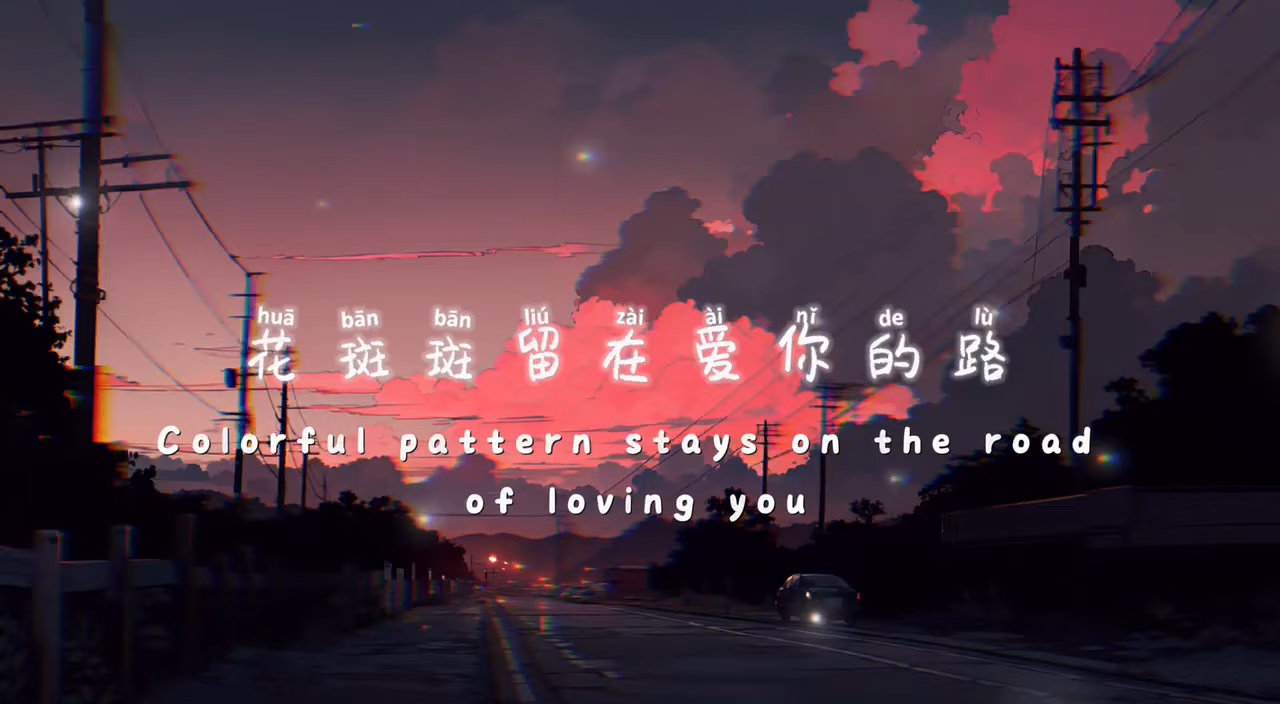 huā bān bān liú zài ài nǐ de lù
花 斑 斑 留 在 爱 你 的 路
Colorful pattern stays on the road
of loving you